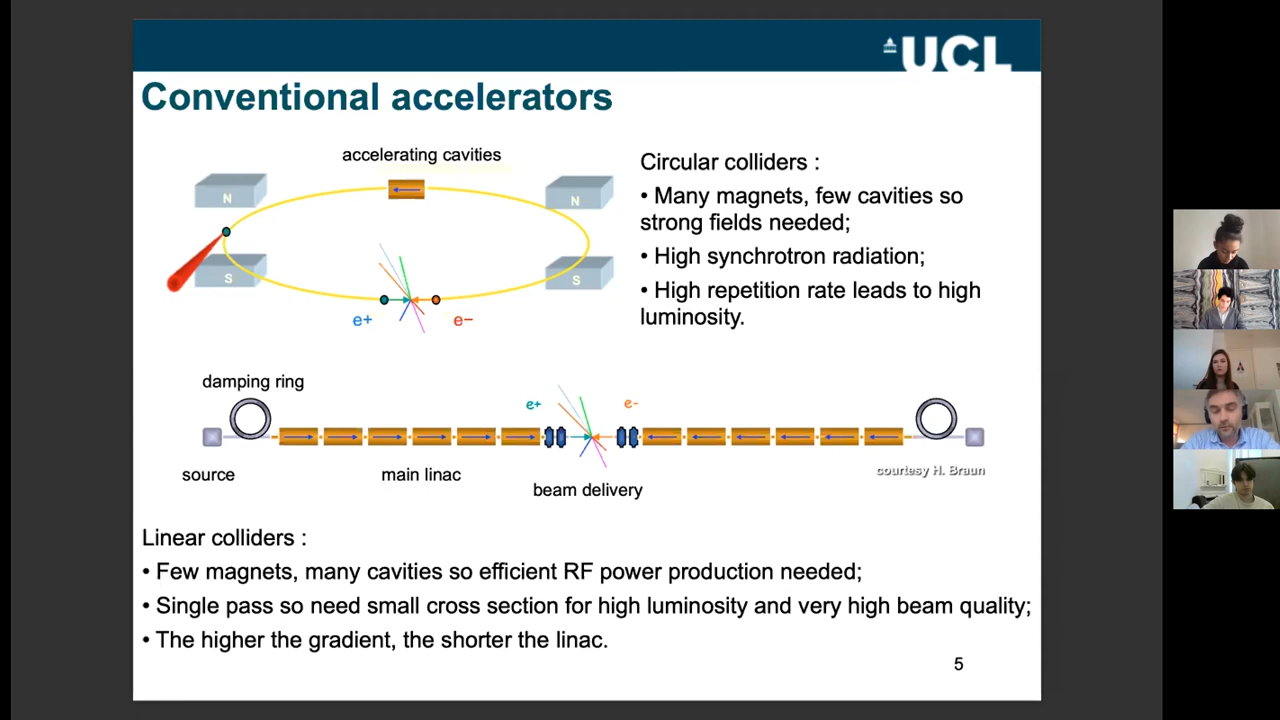 UCL
Conventional accelerators
accelerating cavities
N
N
S
S
e+
e−
Circular colliders :
• Many magnets, few cavities so
strong fields needed;
• High synchrotron radiation;
• High repetition rate leads to high
luminosity.
damping ring
e+
e-
source
main linac
beam delivery
courtesy H. Braun
Linear colliders :
• Few magnets, many cavities so efficient RF power production needed;
• Single pass so need small cross section for high luminosity and very high beam quality;
• The higher the gradient, the shorter the linac.
5